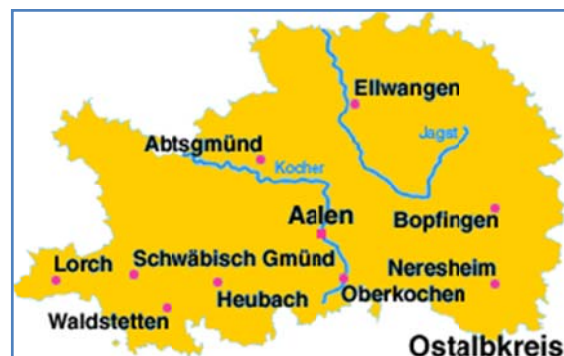 Ellwangen
Jagst
Abtsgmünd
Kocher
Aalen
Bopfingen
Lorch
Schwäbisch Gmünd
Neresheim
Heubach
Oberkochen
Waldstetten
Ostalbkreis